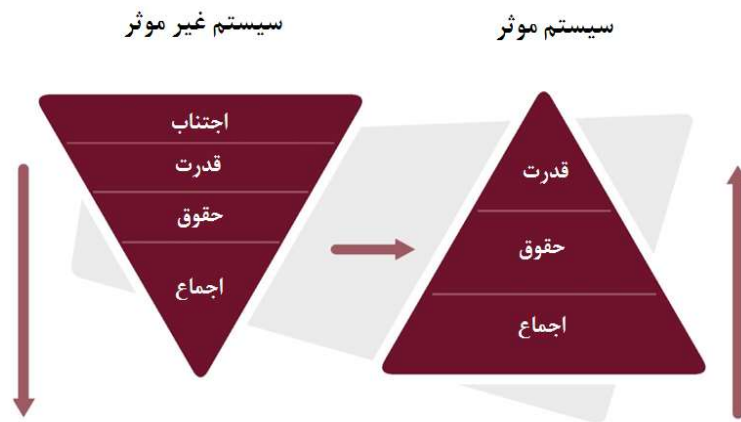 سیستم موثر
سیستم غیر موثر
قدرت
حقوق
اجماع
اجتناب
قدرت
حقوق
اجماع